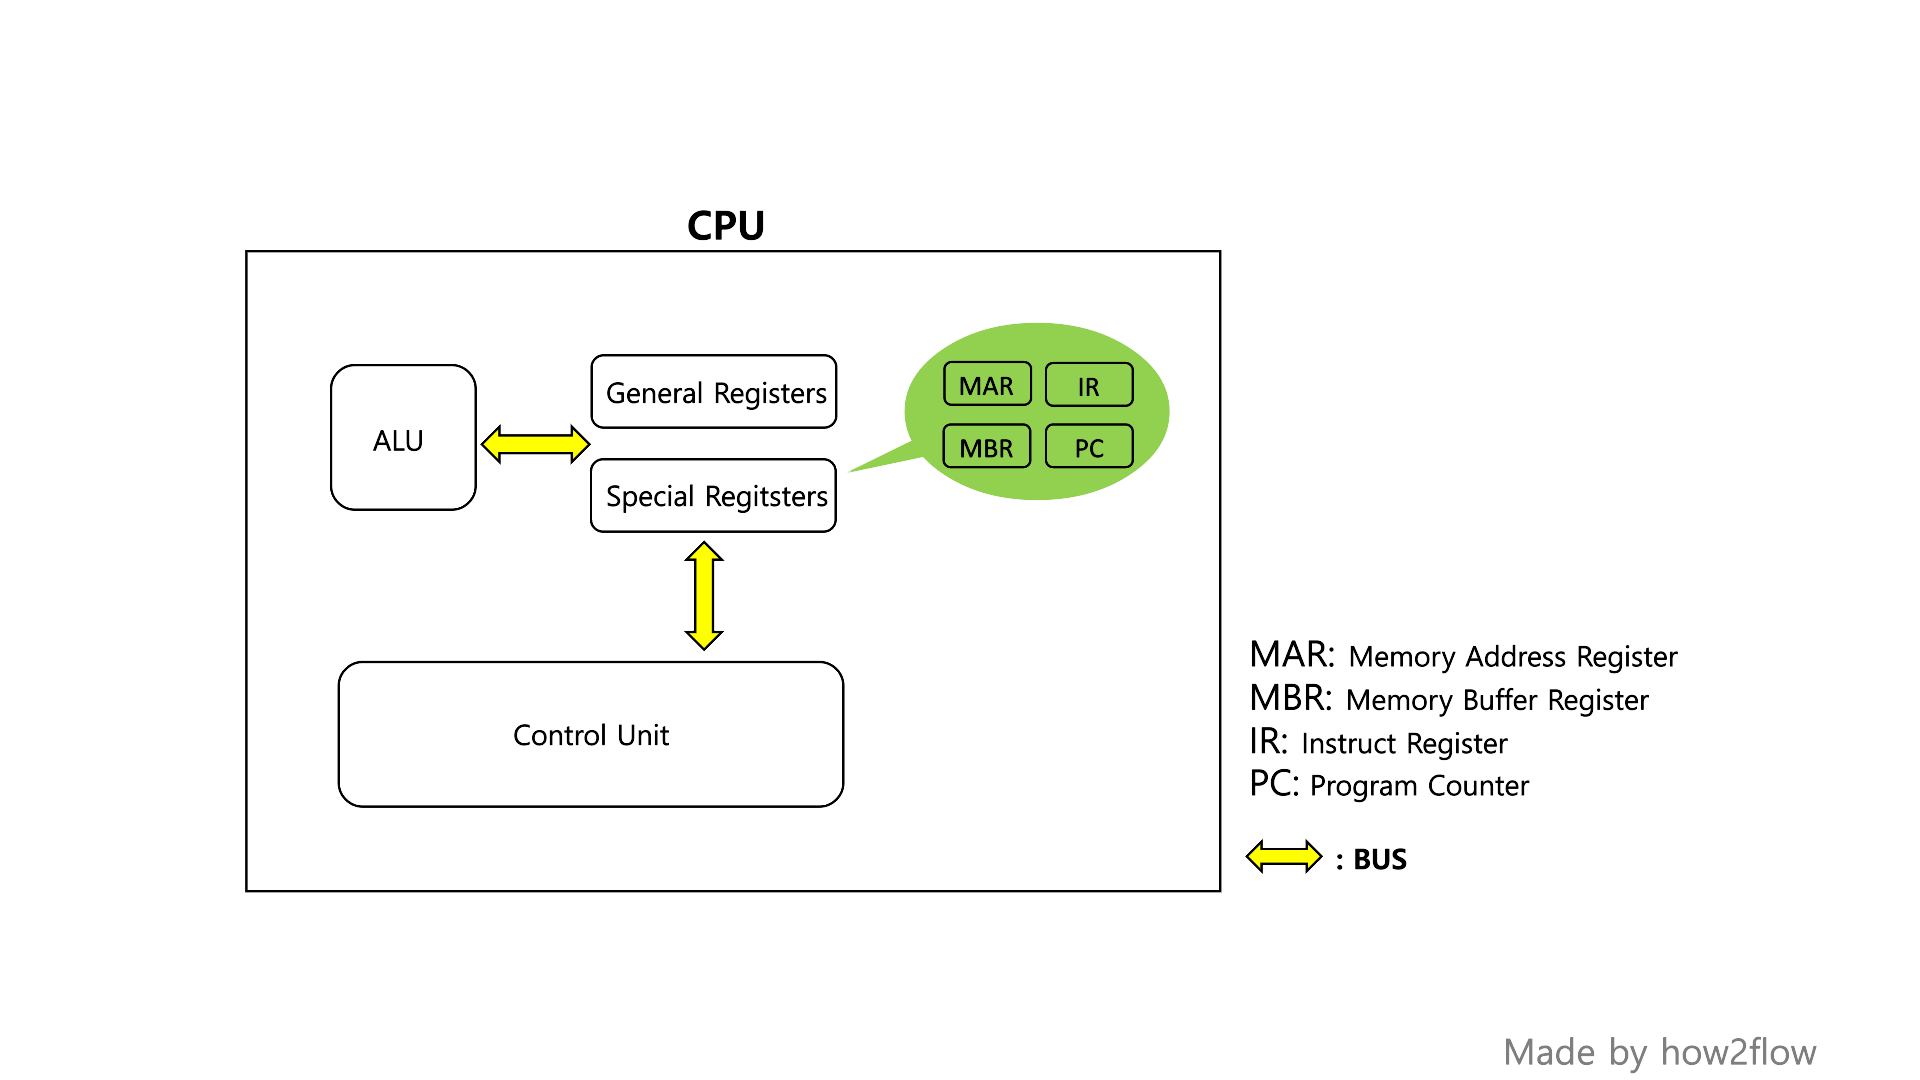 CPU
ALU
General Registers
Special Regitsters
MAR
IR
MBR
PC
Control Unit
MAR: Memory Address Register
MBR: Memory Buffer Register
IR: Instruct Register
PC: Program Counter
: BUS
Made by how2flow